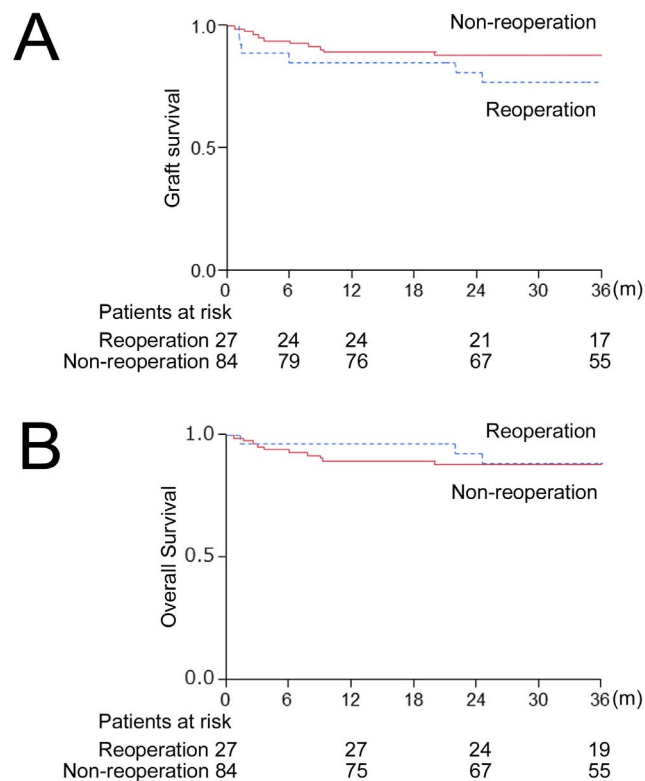 A
1.0
Non-reoperation
Reoperation
0.5
Graft survival
0.0
0 6 12 18 24 30 36 (m)
Patients at risk
Reoperation 27 24 24 21 17
Non-reoperation 84 79 76 67 55
B
1.0
Reoperation
Non-reoperation
0.5
Overall Survival
0.0
0 6 12 18 24 30 36 (m)
Patients at risk
Reoperation 27 27 24 19
Non-reoperation 84 75 67 55